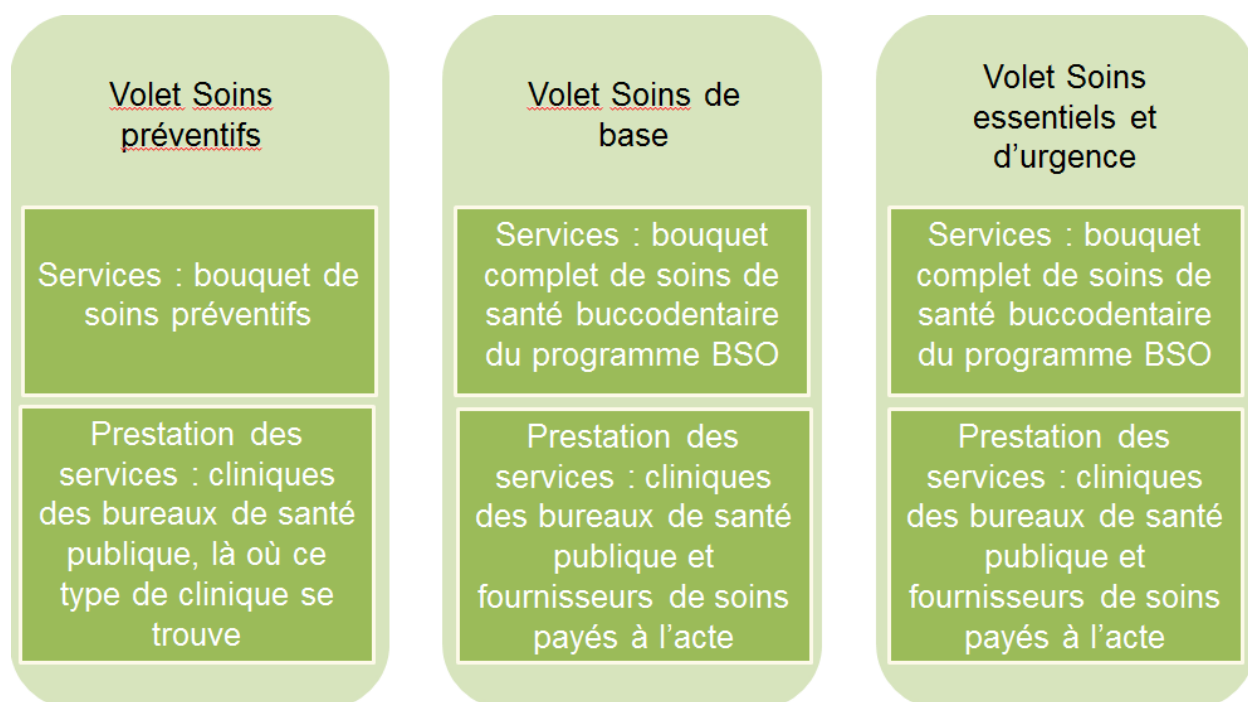 Volet Soins
préventifs
Services : bouquet de
soins préventifs
Prestation des
services : cliniques
des bureaux de santé
publique, là où ce
type de clinique se
trouve
Volet Soins de
base
Services : bouquet
complet de soins de
santé buccodentaire
du programme BSO
Prestation des
services : cliniques
des bureaux de santé
publique et
fournisseurs de soins
payés à l’acte
Volet Soins
essentiels et
d’urgence
Services : bouquet
complet de soins de
santé buccodentaire
du programme BSO
Prestation des
services : cliniques
des bureaux de santé
publique et
fournisseurs de soins
payés à l’acte